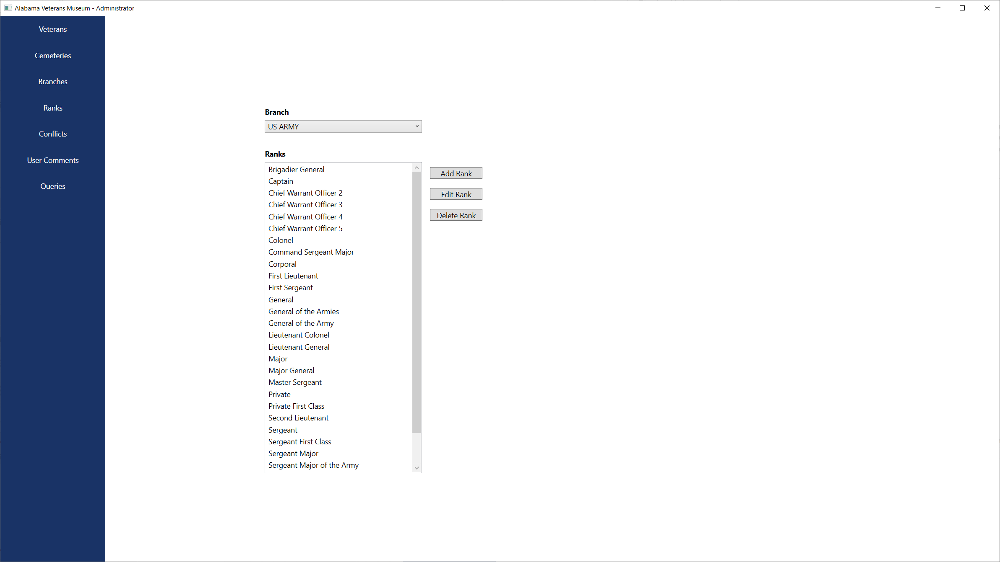 Alabama Veterans Museum - Administrator
Veterans
Cemeteries
Branches
Ranks
Conflicts
User Comments
Queries
Branch
US ARMY
Ranks
Brigadier General
Captain
Chief Warrant Officer 2
Chief Warrant Officer 3
Chief Warrant Officer 4
Chief Warrant Officer 5
Colonel
Command Sergeant Major
Corporal
First Lieutenant
First Sergeant
General
General of the Armies
General of the Army
Lieutenant Colonel
Lieutenant General
Major
Major General
Master Sergeant
Private
Private First Class
Second Lieutenant
Sergeant
Sergeant First Class
Sergeant Major
Sergeant Major of the Army
Add Rank
Edit Rank
Delete Rank